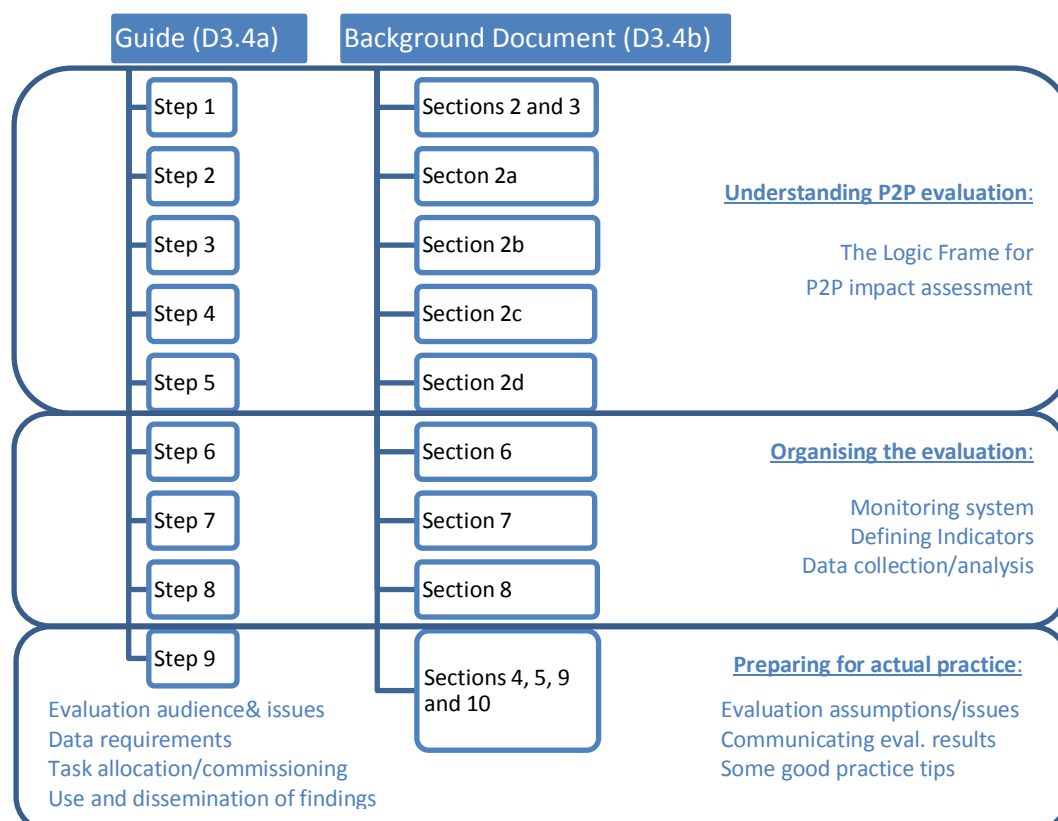 Guide (D3.4a)
Background Document (D3.4b)
Step 1
Sections 2 and 3
Step 2
Secton 2a
Understanding P2P evaluation:
Step 3
Section 2b
The Logic Frame for
P2P impact assessment
Step 4
Section 2c
Step 5
Section 2d
Step 6
Section 6
Organising the evaluation:
Step 7
Section 7
Monitoring system
Defining Indicators
Data collection/analysis
Step 8
Section 8
Step 9
Sections 4, 5, 9
and 10
Preparing for actual practice:
Evaluation audience& issues
Data requirements
Task allocation/commissioning
Use and dissemination of findings
Evaluation assumptions/issues
Communicating eval. results
Some good practice tips